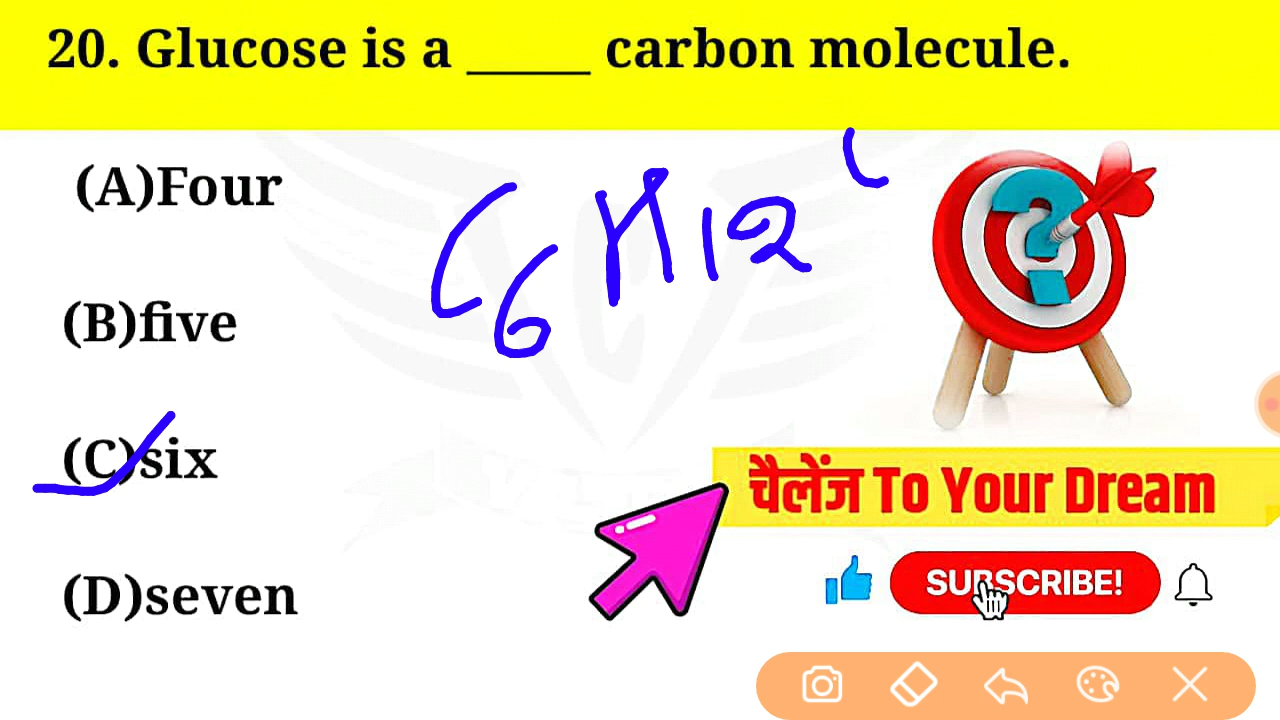 20. Glucose is a _____ carbon molecule.
(A)Four
C6H12
(B)five
(C)six
चैलेंज To Your Dream
(D)seven
SUBSCRIBE!